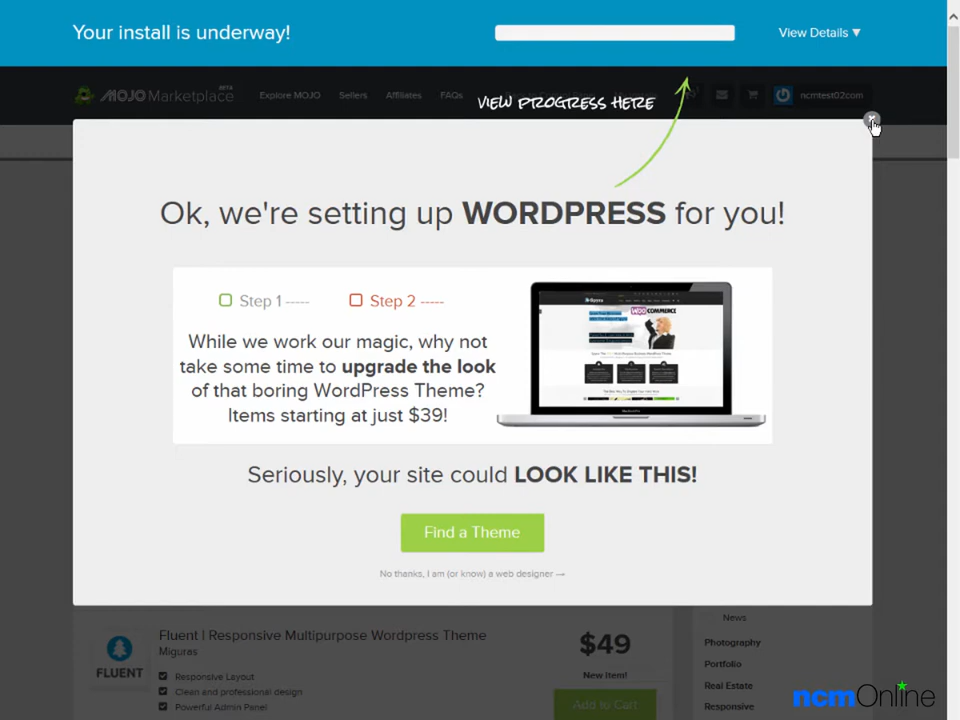 Your install is underway!
View Details ▼
MOJO Marketplace BETA
Explore MOJO
Sellers
Affiliates
FAQs
ncmtest02com
VIEW PROGRESS HERE
Ok, we're setting up WORDPRESS for you!
Step 1 -----
Step 2 -----
While we work our magic, why not
take some time to upgrade the look
of that boring WordPress Theme?
Items starting at just $39!
WOO COMMERCE
Seriously, your site could LOOK LIKE THIS!
Find a Theme
No thanks, I am (or know) a web designer →
Fluent | Responsive Multipurpose Wordpress Theme
Miguras
FLUENT
Responsive Layout
Clean and professional design
Powerful Admin Panel
$49
New Item!
Add to Cart
News
Photography
Portfolio
Real Estate
Responsive
ncmOnline